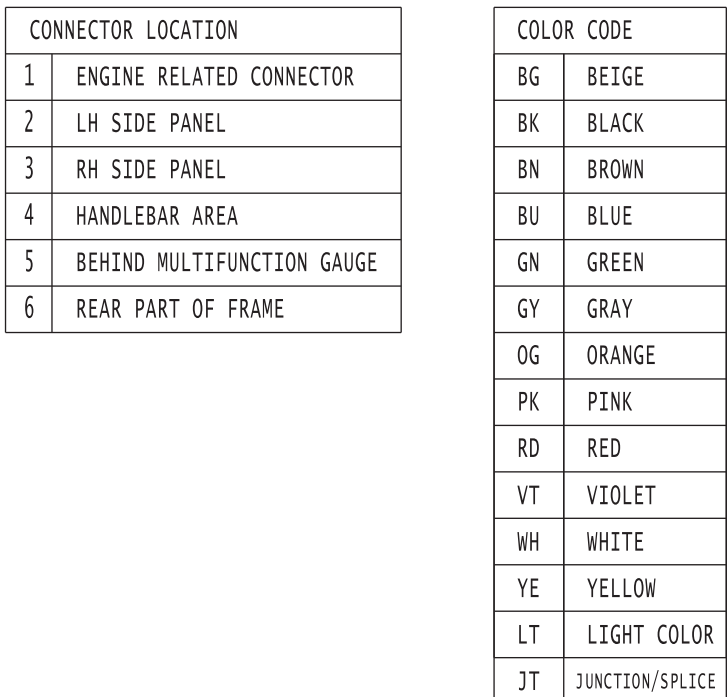 CONNECTOR LOCATION
1 ENGINE RELATED CONNECTOR
2 LH SIDE PANEL
3 RH SIDE PANEL
4 HANDLEBAR AREA
5 BEHIND MULTIFUNCTION GAUGE
6 REAR PART OF FRAME
COLOR CODE
BG BEIGE
BK BLACK
BN BROWN
BU BLUE
GN GREEN
GY GRAY
OG ORANGE
PK PINK
RD RED
VT VIOLET
WH WHITE
YE YELLOW
LT LIGHT COLOR
JT JUNCTION/SPLICE